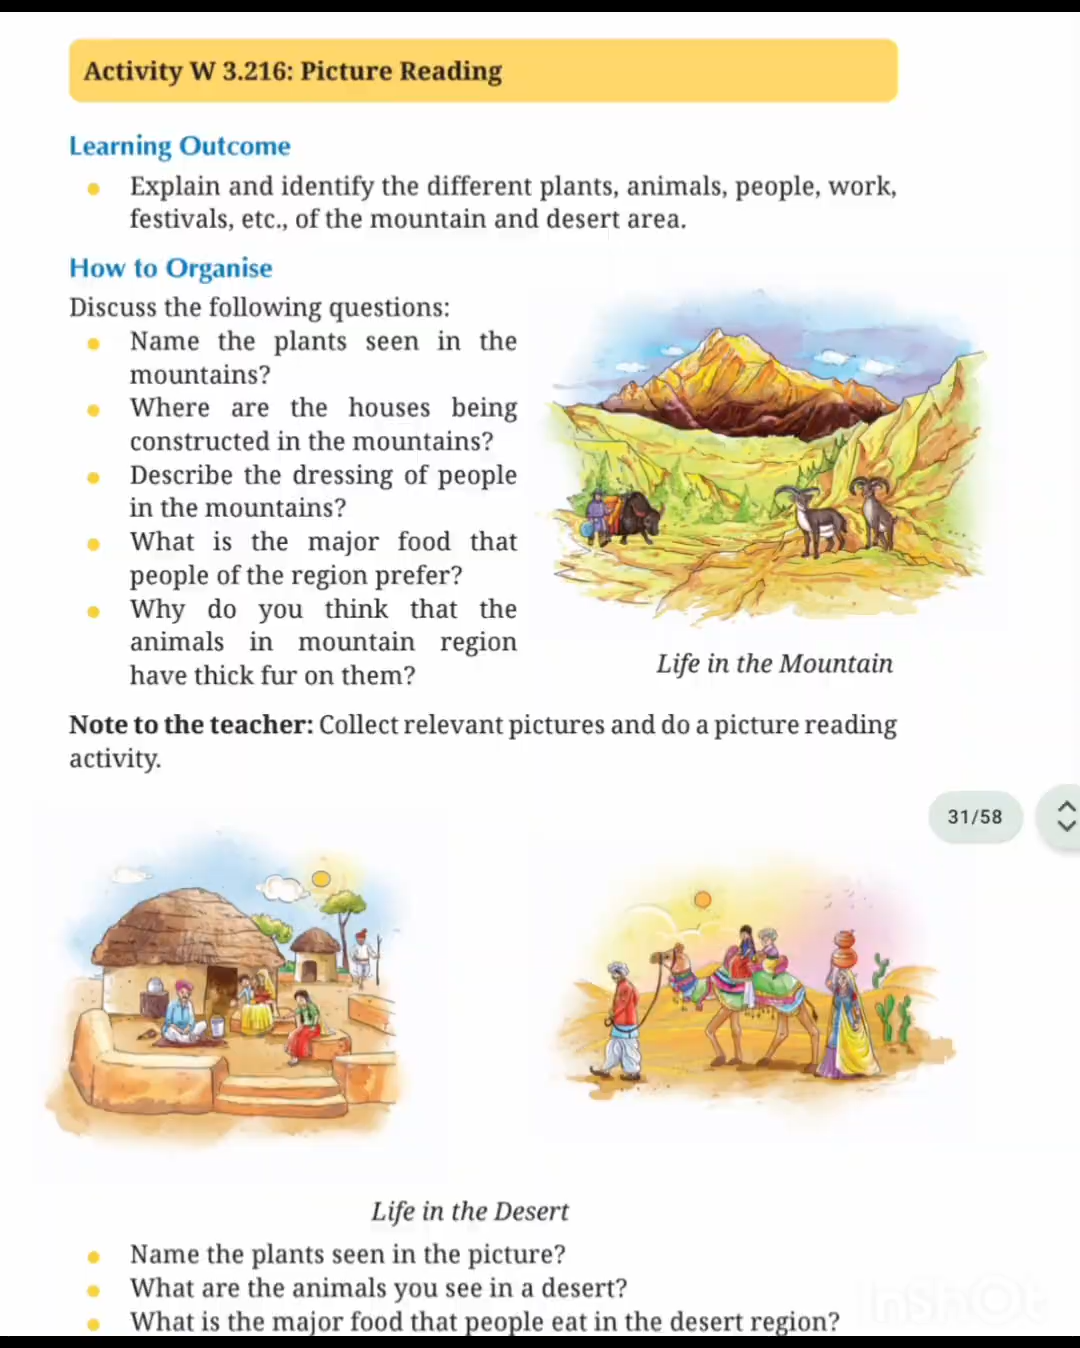 Activity W 3.216: Picture Reading
Learning Outcome
● Explain and identify the different plants, animals, people, work,
festivals, etc., of the mountain and desert area.
How to Organise
Discuss the following questions:
● Name the plants seen in the
mountains?
● Where are the houses being
constructed in the mountains?
● Describe the dressing of people
in the mountains?
● What is the major food that
people of the region prefer?
● Why do you think that the
animals in mountain region
have thick fur on them?
Life in the Mountain
Note to the teacher: Collect relevant pictures and do a picture reading
activity.
31/58
Life in the Desert
● Name the plants seen in the picture?
● What are the animals you see in a desert?
● What is the major food that people eat in the desert region?
InShOt